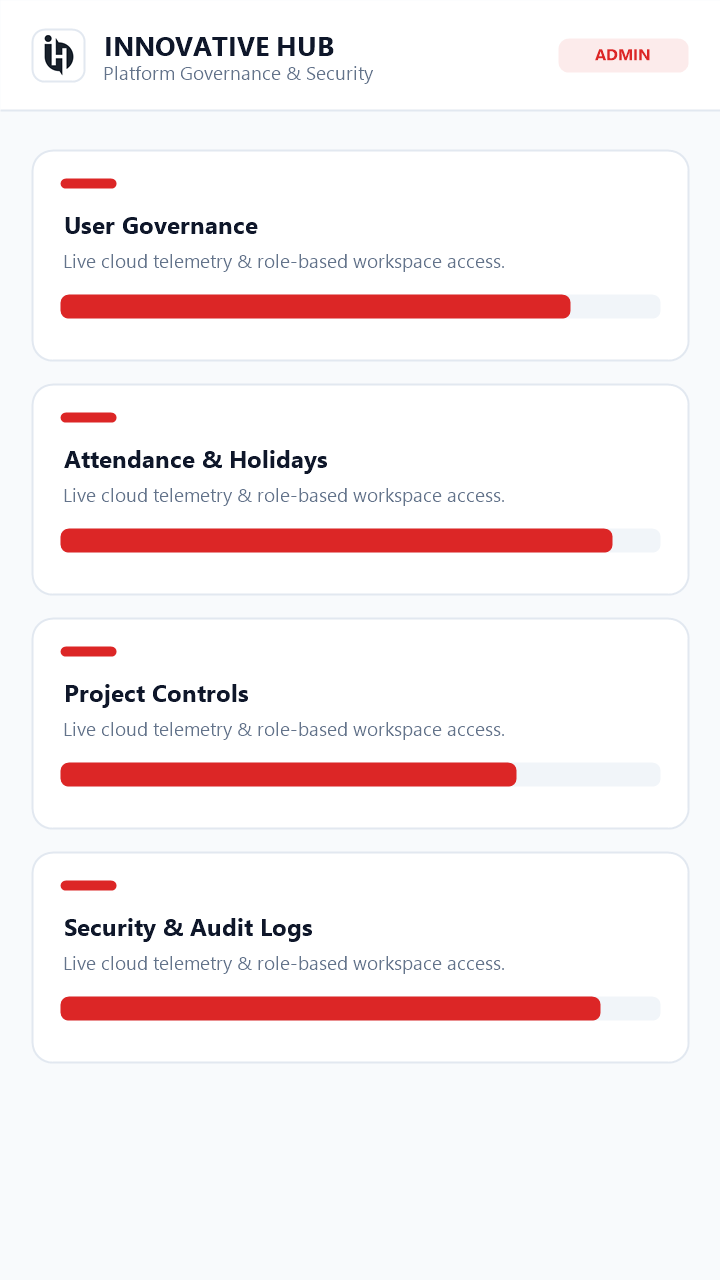 INNOVATIVE HUB
Platform Governance & Security
ADMIN
User Governance
Live cloud telemetry & role-based workspace access.
Attendance & Holidays
Live cloud telemetry & role-based workspace access.
Project Controls
Live cloud telemetry & role-based workspace access.
Security & Audit Logs
Live cloud telemetry & role-based workspace access.